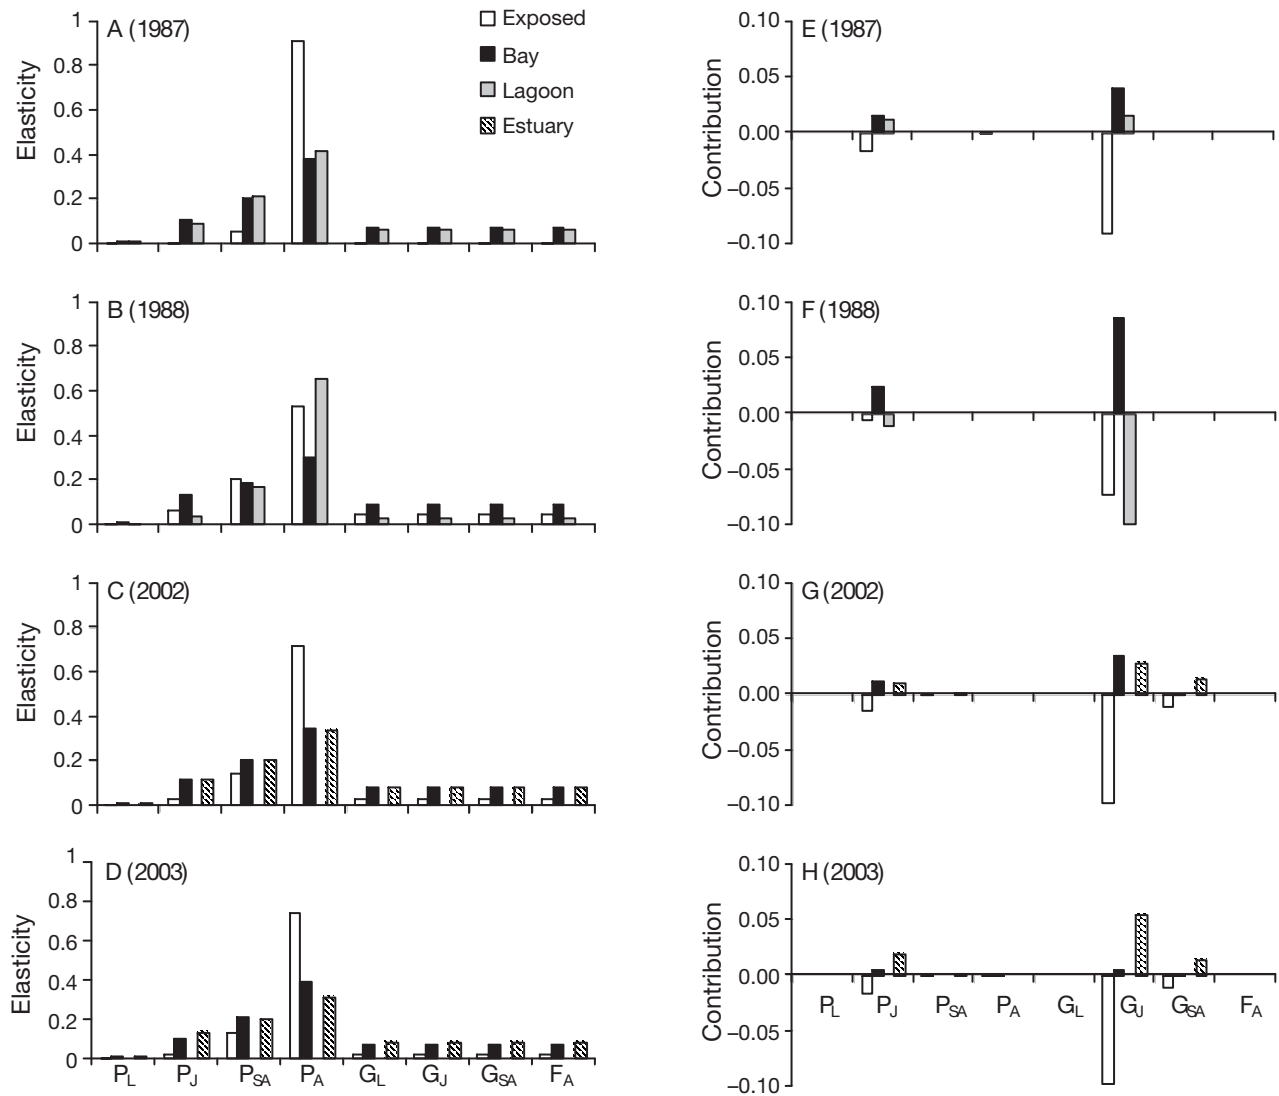 A (1987)
Exposed
Bay
Lagoon
Estuary
Elasticity
1
0.8
0.6
0.4
0.2
0
E (1987)
Contribution
0.10
0.05
0.00
−0.05
−0.10
B (1988)
Elasticity
1
0.8
0.6
0.4
0.2
0
F (1988)
Contribution
0.10
0.05
0.00
−0.05
−0.10
C (2002)
Elasticity
1
0.8
0.6
0.4
0.2
0
G (2002)
Contribution
0.10
0.05
0.00
−0.05
−0.10
D (2003)
Elasticity
1
0.8
0.6
0.4
0.2
0
PL PJ PSA PA GL GJ GSA FA
H (2003)
Contribution
0.10
0.05
0.00
−0.05
−0.10
PL PJ PSA PA GL GJ GSA FA